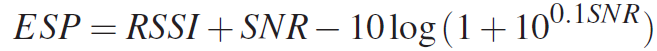 ESP = RSSI + SNR − 10 log (1 + 10^{0.1SNR})